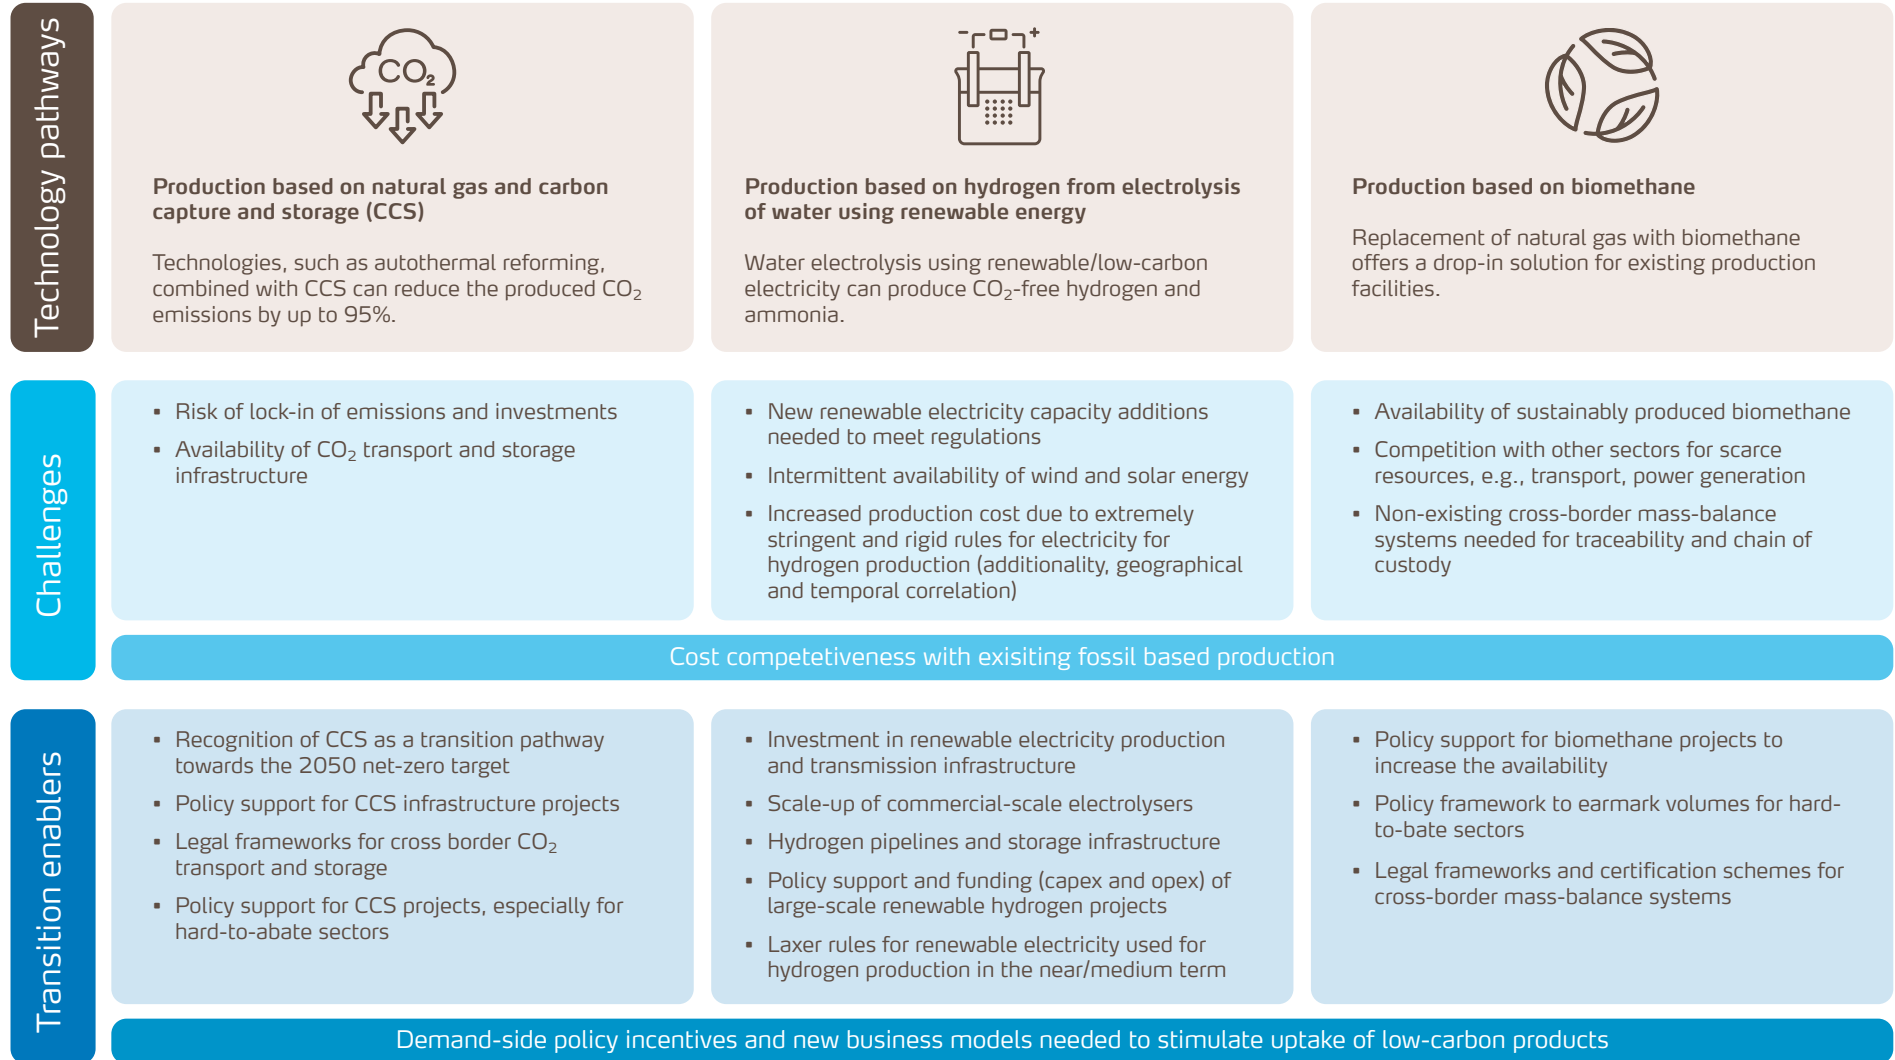 Technology pathways
CO₂
Production based on natural gas and carbon
capture and storage (CCS)
Technologies, such as autothermal reforming,
combined with CCS can reduce the produced CO₂
emissions by up to 95%.
- +
Production based on hydrogen from electrolysis
of water using renewable energy
Water electrolysis using renewable/low-carbon
electricity can produce CO₂-free hydrogen and
ammonia.
Production based on biomethane
Replacement of natural gas with biomethane
offers a drop-in solution for existing production
facilities.
Challenges
▪ Risk of lock-in of emissions and investments
▪ Availability of CO₂ transport and storage
infrastructure
▪ New renewable electricity capacity additions
needed to meet regulations
▪ Intermittent availability of wind and solar energy
▪ Increased production cost due to extremely
stringent and rigid rules for electricity for
hydrogen production (additionality, geographical
and temporal correlation)
▪ Availability of sustainably produced biomethane
▪ Competition with other sectors for scarce
resources, e.g., transport, power generation
▪ Non-existing cross-border mass-balance
systems needed for traceability and chain of
custody
Cost competetiveness with exisiting fossil based production
Transition enablers
▪ Recognition of CCS as a transition pathway
towards the 2050 net-zero target
▪ Policy support for CCS infrastructure projects
▪ Legal frameworks for cross border CO₂
transport and storage
▪ Policy support for CCS projects, especially for
hard-to-abate sectors
▪ Investment in renewable electricity production
and transmission infrastructure
▪ Scale-up of commercial-scale electrolysers
▪ Hydrogen pipelines and storage infrastructure
▪ Policy support and funding (capex and opex) of
large-scale renewable hydrogen projects
▪ Laxer rules for renewable electricity used for
hydrogen production in the near/medium term
▪ Policy support for biomethane projects to
increase the availability
▪ Policy framework to earmark volumes for hard-
to-bate sectors
▪ Legal frameworks and certification schemes for
cross-border mass-balance systems
Demand-side policy incentives and new business models needed to stimulate uptake of low-carbon products